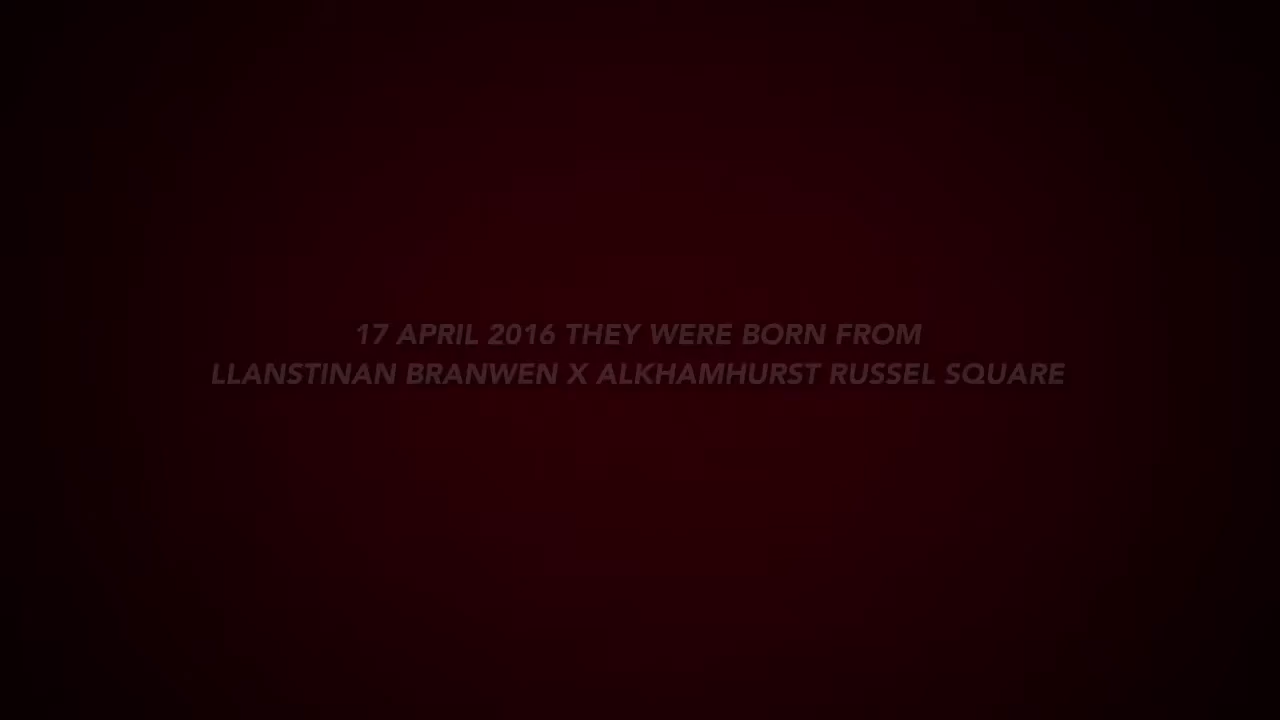 17 APRIL 2016 THEY WERE BORN FROM
LLANSTINAN BRANWEN X ALKHAMHURST RUSSEL SQUARE